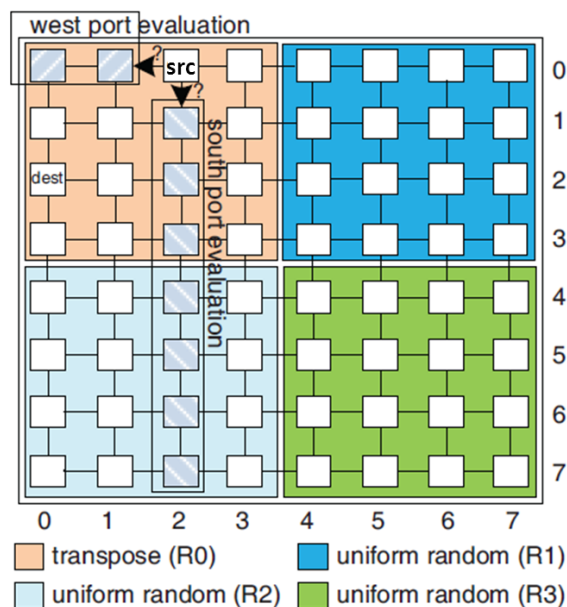 west port evaluation
? src
?
0
1
dest
2
3
south port evaluation
4
5
6
7
0 1 2 3 4 5 6 7
transpose (R0) uniform random (R1)
uniform random (R2) uniform random (R3)